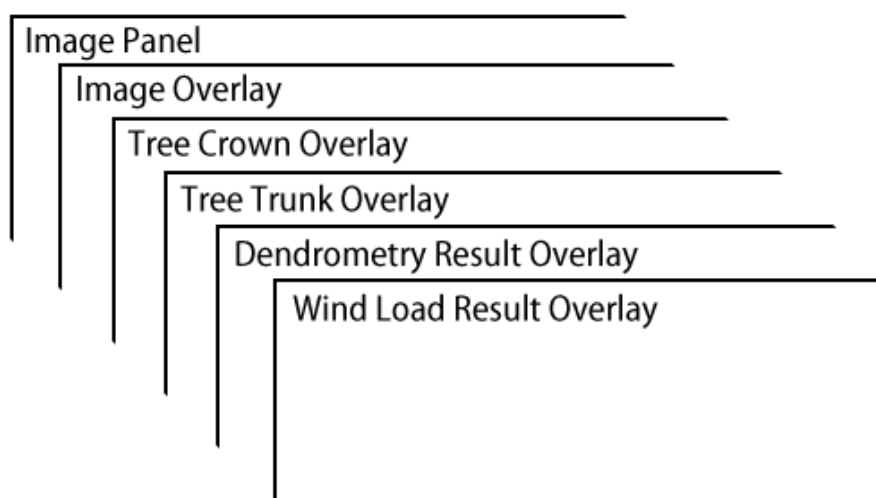 Image Panel
Image Overlay
Tree Crown Overlay
Tree Trunk Overlay
Dendrometry Result Overlay
Wind Load Result Overlay